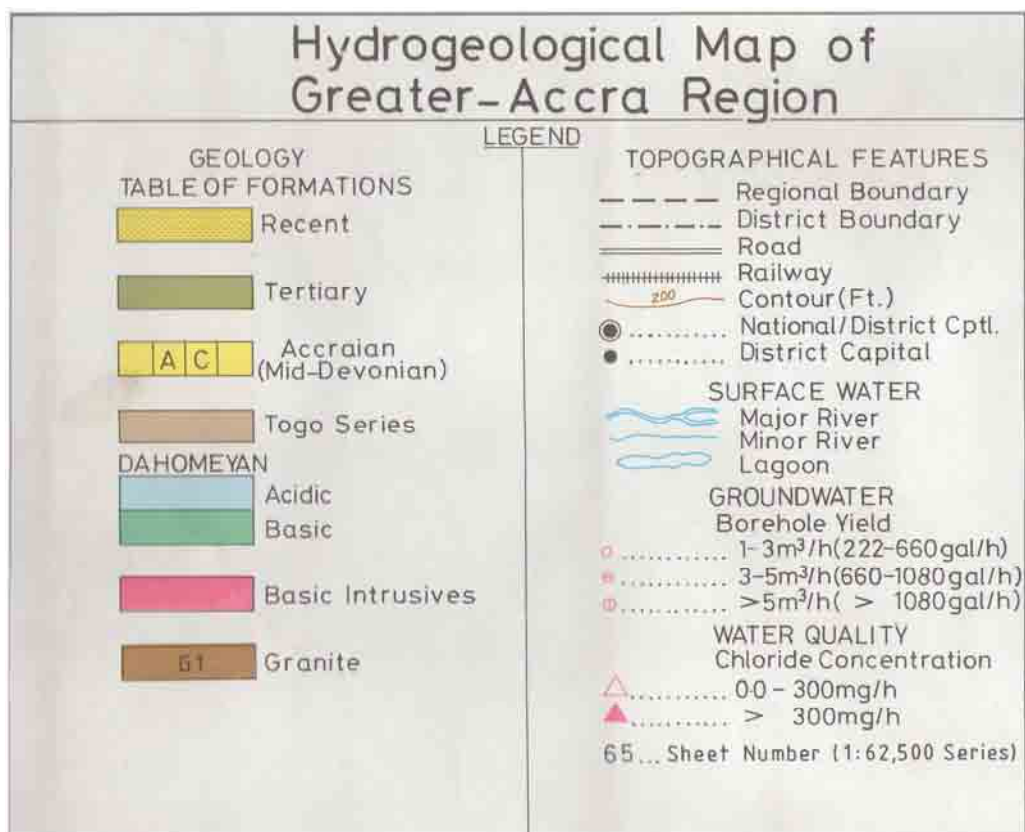 Hydrogeological Map of
Greater-Accra Region
LEGEND
GEOLOGY
TABLE OF FORMATIONS
Recent
Tertiary
A C Accraian
(Mid-Devonian)
Togo Series
DAHOMEYAN
Acidic
Basic
Basic Intrusives
G1 Granite
TOPOGRAPHICAL FEATURES
Regional Boundary
District Boundary
Road
Railway
200 Contour (Ft.)
National/District Cptl.
District Capital
SURFACE WATER
Major River
Minor River
Lagoon
GROUNDWATER
Borehole Yield
1-3m³/h(222-660gal/h)
3-5m³/h(660-1080gal/h)
>5m³/h( > 1080gal/h)
WATER QUALITY
Chloride Concentration
0·0 - 300mg/h
> 300mg/h
65... Sheet Number (1:62,500 Series)